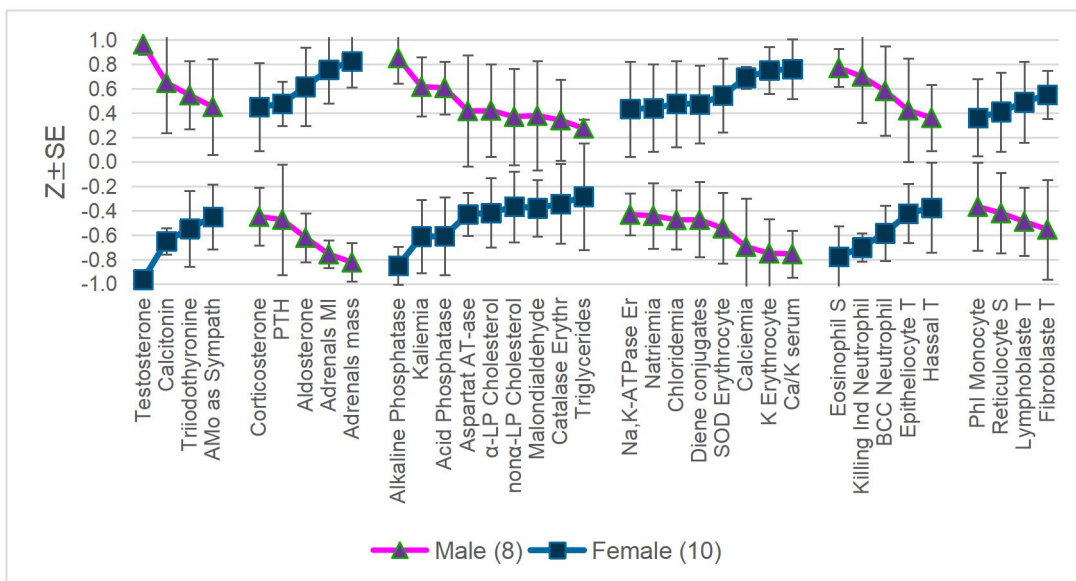 Z±SE
1.0
0.8
0.6
0.4
0.2
0.0
-0.2
-0.4
-0.6
-0.8
-1.0
Testosterone
Calcitonin
Triiodothyronine
AMo as Sympath
Corticosterone
PTH
Aldosterone
Adrenals MI
Adrenals mass
Alkaline Phosphatase
Kaliemia
Acid Phosphatase
Aspartat AT-ase
α-LP Cholesterol
nonα-LP Cholesterol
Malondialdehyde
Catalase Erythr
Triglycerides
Na,K-ATPase Er
Natriemia
Chloridemia
Diene conjugates
SOD Erythrocyte
Calciemia
K Erythrocyte
Ca/K serum
Eosinophil S
Killing Ind Neutrophil
BCC Neutrophil
Epitheliocyte T
Hassal T
PhI Monocyte
Reticulocyte S
Lymphoblaste T
Fibroblaste T
Male (8)
Female (10)